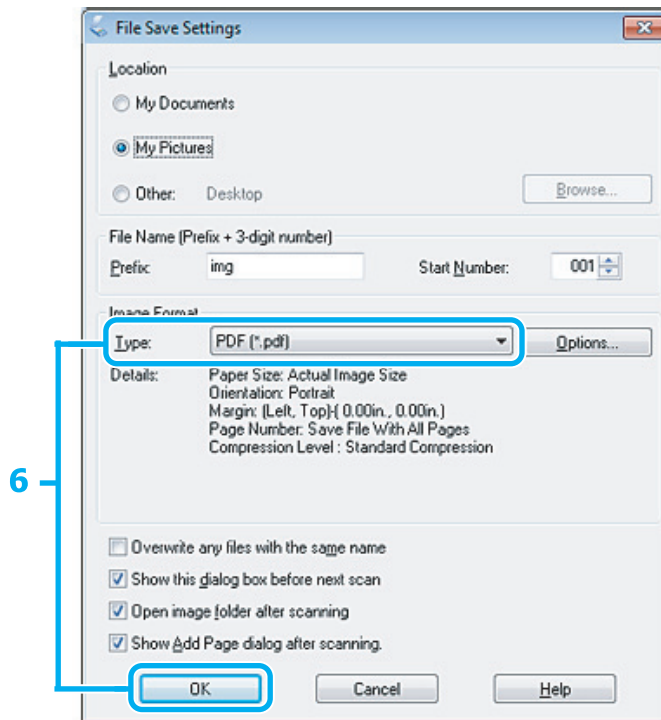 File Save Settings
Location
My Documents
My Pictures
Other: Desktop Browse...
File Name (Prefix + 3-digit number)
Prefix: img Start Number: 001
Image Format
Type: PDF (*.pdf) Options...
Details: Paper Size: Actual Image Size
Orientation: Portrait
Margin: (Left, Top)-( 0.00in., 0.00in.)
Page Number: Save File With All Pages
Compression Level : Standard Compression
6
Overwrite any files with the same name
Show this dialog box before next scan
Open image folder after scanning
Show Add Page dialog after scanning.
OK Cancel Help